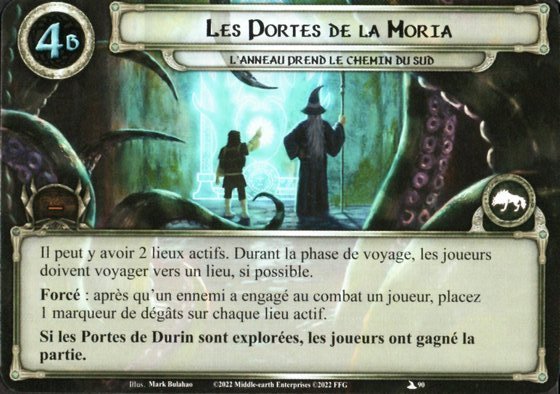 4B
Les Portes de la Moria
L'anneau prend le chemin du sud
–
Il peut y avoir 2 lieux actifs. Durant la phase de voyage, les joueurs
doivent voyager vers un lieu, si possible.
Forcé : après qu'un ennemi a engagé au combat un joueur, placez
1 marqueur de dégâts sur chaque lieu actif.
Si les Portes de Durin sont explorées, les joueurs ont gagné la
partie.
Illus. Mark Bulahao ©2022 Middle-earth Enterprises ©2022 FFG 90